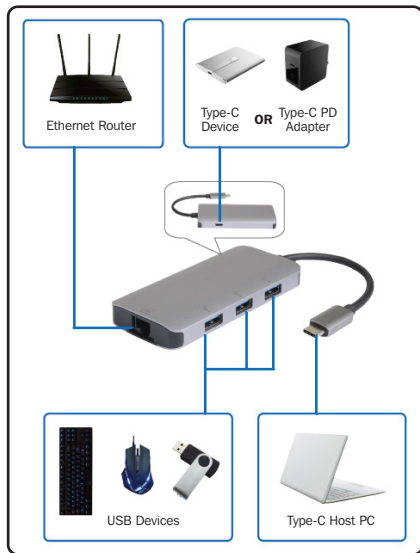 Ethernet Router
Type-C
Device
OR
Type-C PD
Adapter
USB Devices
Type-C Host PC